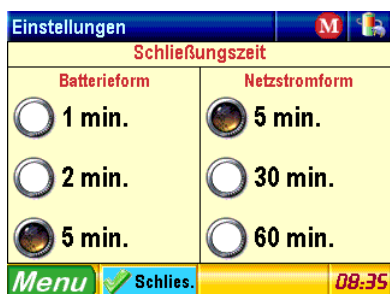 Einstellungen M
Schließungszeit
Batterieform
1 min.
2 min.
5 min.
Netzstromform
5 min.
30 min.
60 min.
Menu Schlies. 08:35